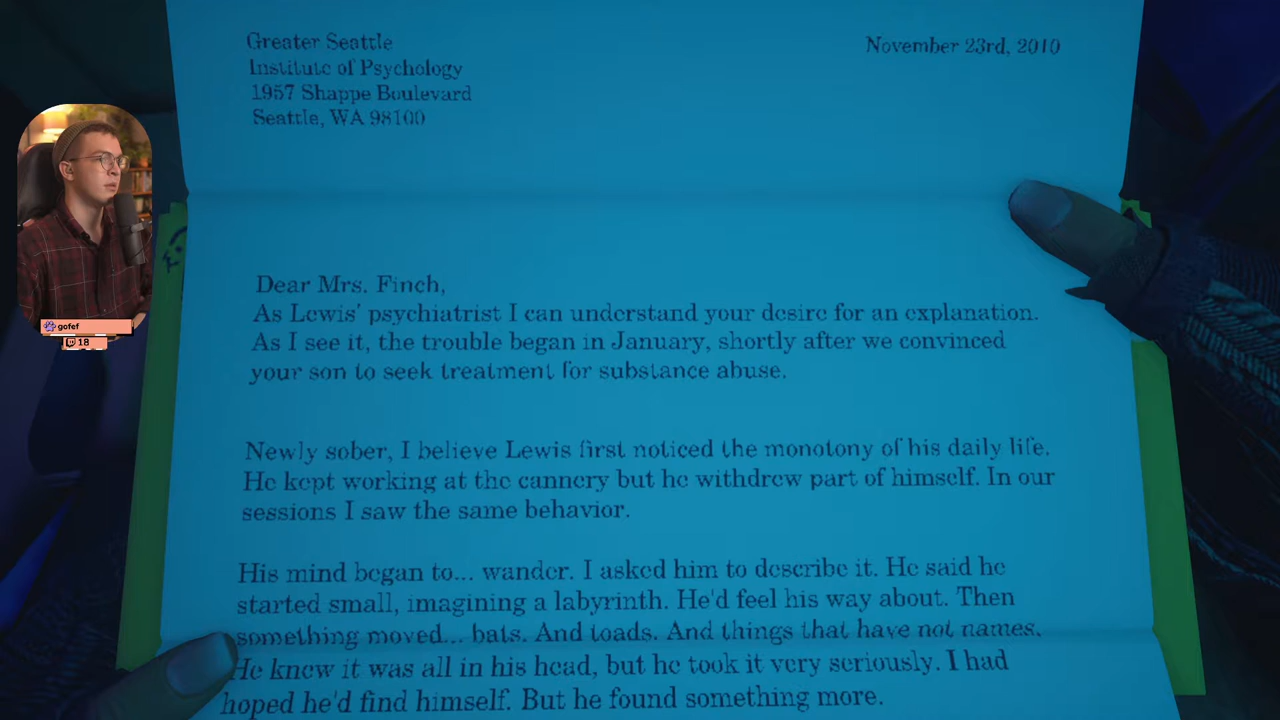 Greater Seattle
Institute of Psychology
1957 Shappe Boulevard
Seattle, WA 98100
November 23rd, 2010
gofef
18
Dear Mrs. Finch,
As Lewis' psychiatrist I can understand your desire for an explanation.
As I see it, the trouble began in January, shortly after we convinced
your son to seek treatment for substance abuse.
Newly sober, I believe Lewis first noticed the monotony of his daily life.
He kept working at the cannery but he withdrew part of himself. In our
sessions I saw the same behavior.
His mind began to... wander. I asked him to describe it. He said he
started small, imagining a labyrinth. He'd feel his way about. Then
something moved... bats. And toads. And things that have not names.
He knew it was all in his head, but he took it very seriously. I had
hoped he'd find himself. But he found something more.